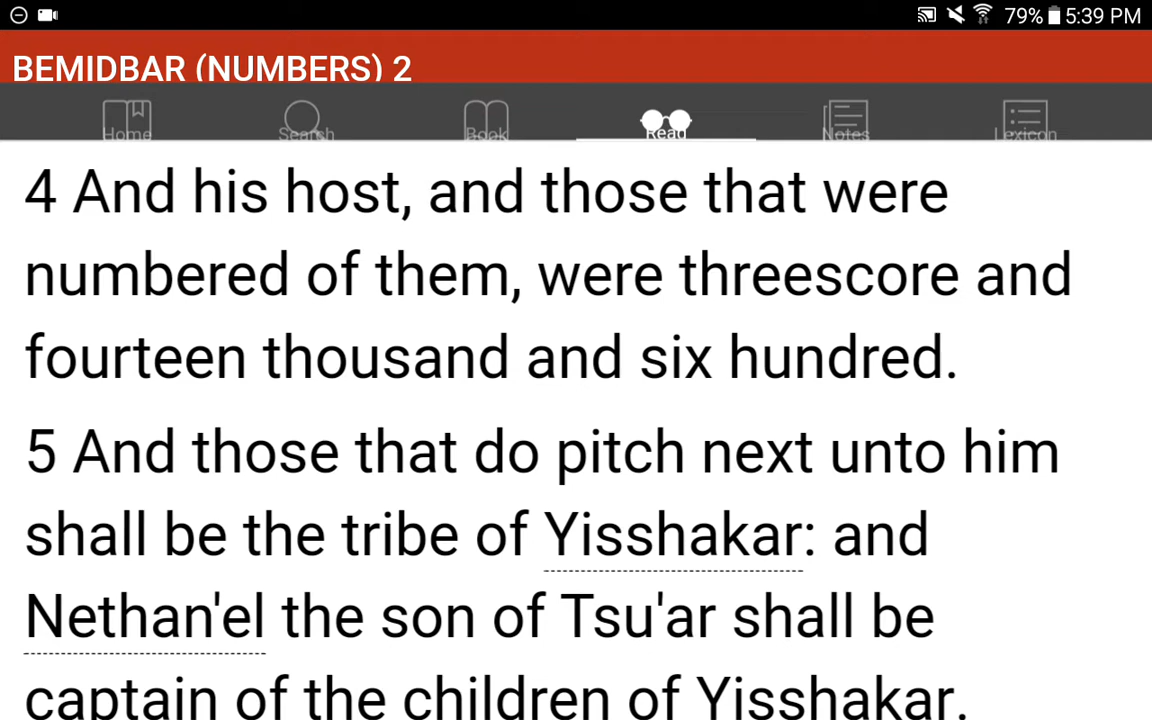 79% 5:39 PM
BEMIDBAR (NUMBERS) 2
Home Search Book Read Notes Lexicon
4 And his host, and those that were
numbered of them, were threescore and
fourteen thousand and six hundred.
5 And those that do pitch next unto him
shall be the tribe of Yisshakar: and
Nethan'el the son of Tsu'ar shall be
captain of the children of Yisshakar.